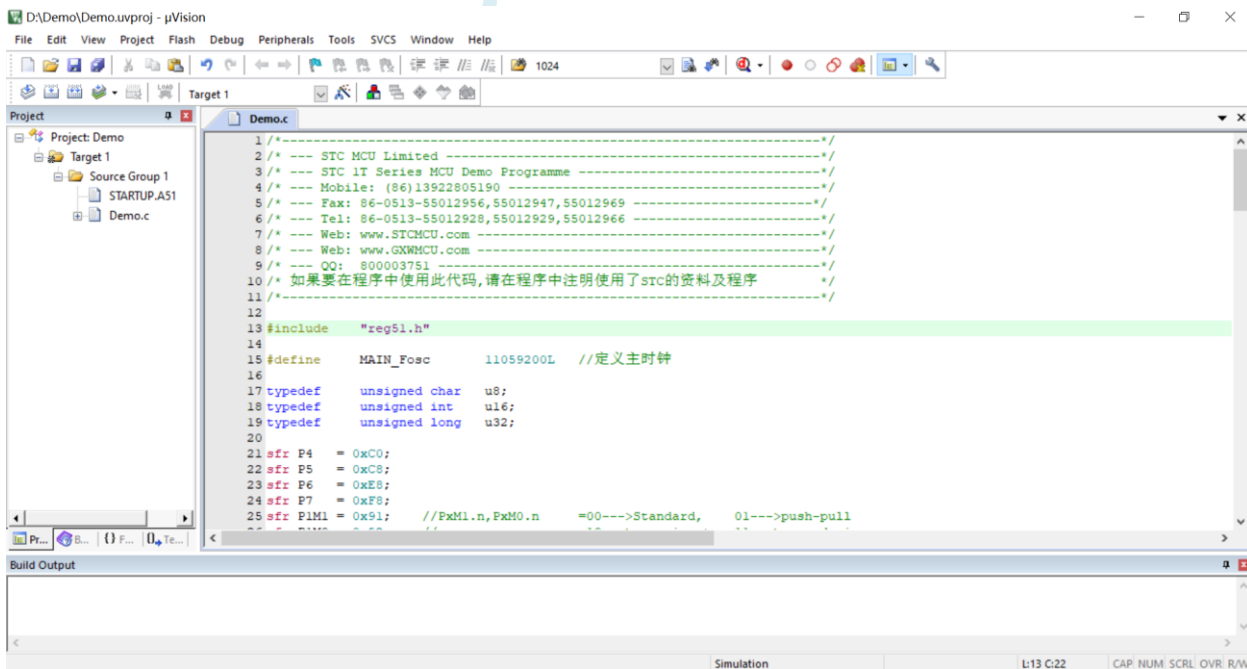 D:\Demo\Demo.uvproj - µVision
File Edit View Project Flash Debug Peripherals Tools SVCS Window Help
1024
Target 1
Project
Demo.c
Project: Demo
Target 1
Source Group 1
STARTUP.A51
Demo.c
1 /*---------------------------------------------------------------------*/
2 /* --- STC MCU Limited ------------------------------------------------*/
3 /* --- STC 1T Series MCU Demo Programme -------------------------------*/
4 /* --- Mobile: (86)13922805190 ----------------------------------------*/
5 /* --- Fax: 86-0513-55012956,55012947,55012969 ------------------------*/
6 /* --- Tel: 86-0513-55012928,55012929,55012966 -------------------------*/
7 /* --- Web: www.STCMCU.com --------------------------------------------*/
8 /* --- Web: www.GXWMCU.com --------------------------------------------*/
9 /* --- QQ: 800003751 -------------------------------------------------*/
10 /* 如果要在程序中使用此代码,请在程序中注明使用了STC的资料及程序 */
11 /*---------------------------------------------------------------------*/
12
13 #include "reg51.h"
14
15 #define MAIN_Fosc 11059200L //定义主时钟
16
17 typedef unsigned char u8;
18 typedef unsigned int u16;
19 typedef unsigned long u32;
20
21 sfr P4 = 0xC0;
22 sfr P5 = 0xC8;
23 sfr P6 = 0xE8;
24 sfr P7 = 0xF8;
25 sfr P1M1 = 0x91; //PxM1.n,PxM0.n =00--->Standard, 01--->push-pull
Pr... B... {} F... 0 Te...
Build Output
Simulation L:13 C:22 CAP NUM SCRL OVR R/W